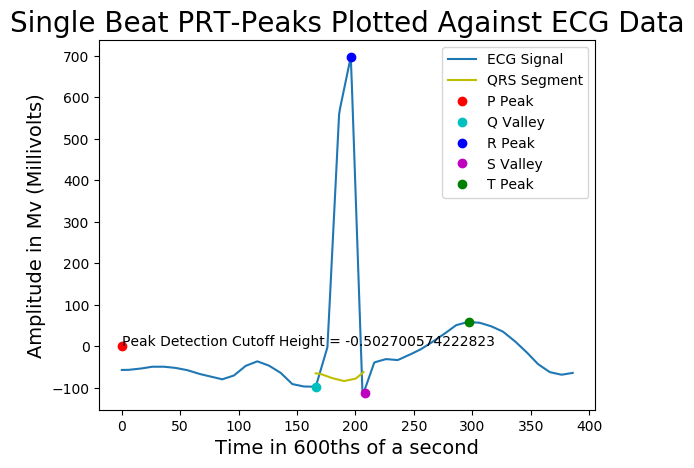 Single Beat PRT-Peaks Plotted Against ECG Data
Amplitude in Mv (Millivolts)
700
600
500
400
300
200
100
0
−100
ECG Signal
QRS Segment
P Peak
Q Valley
R Peak
S Valley
T Peak
Peak Detection Cutoff Height = -0.502700574222823
0 50 100 150 200 250 300 350 400
Time in 600ths of a second